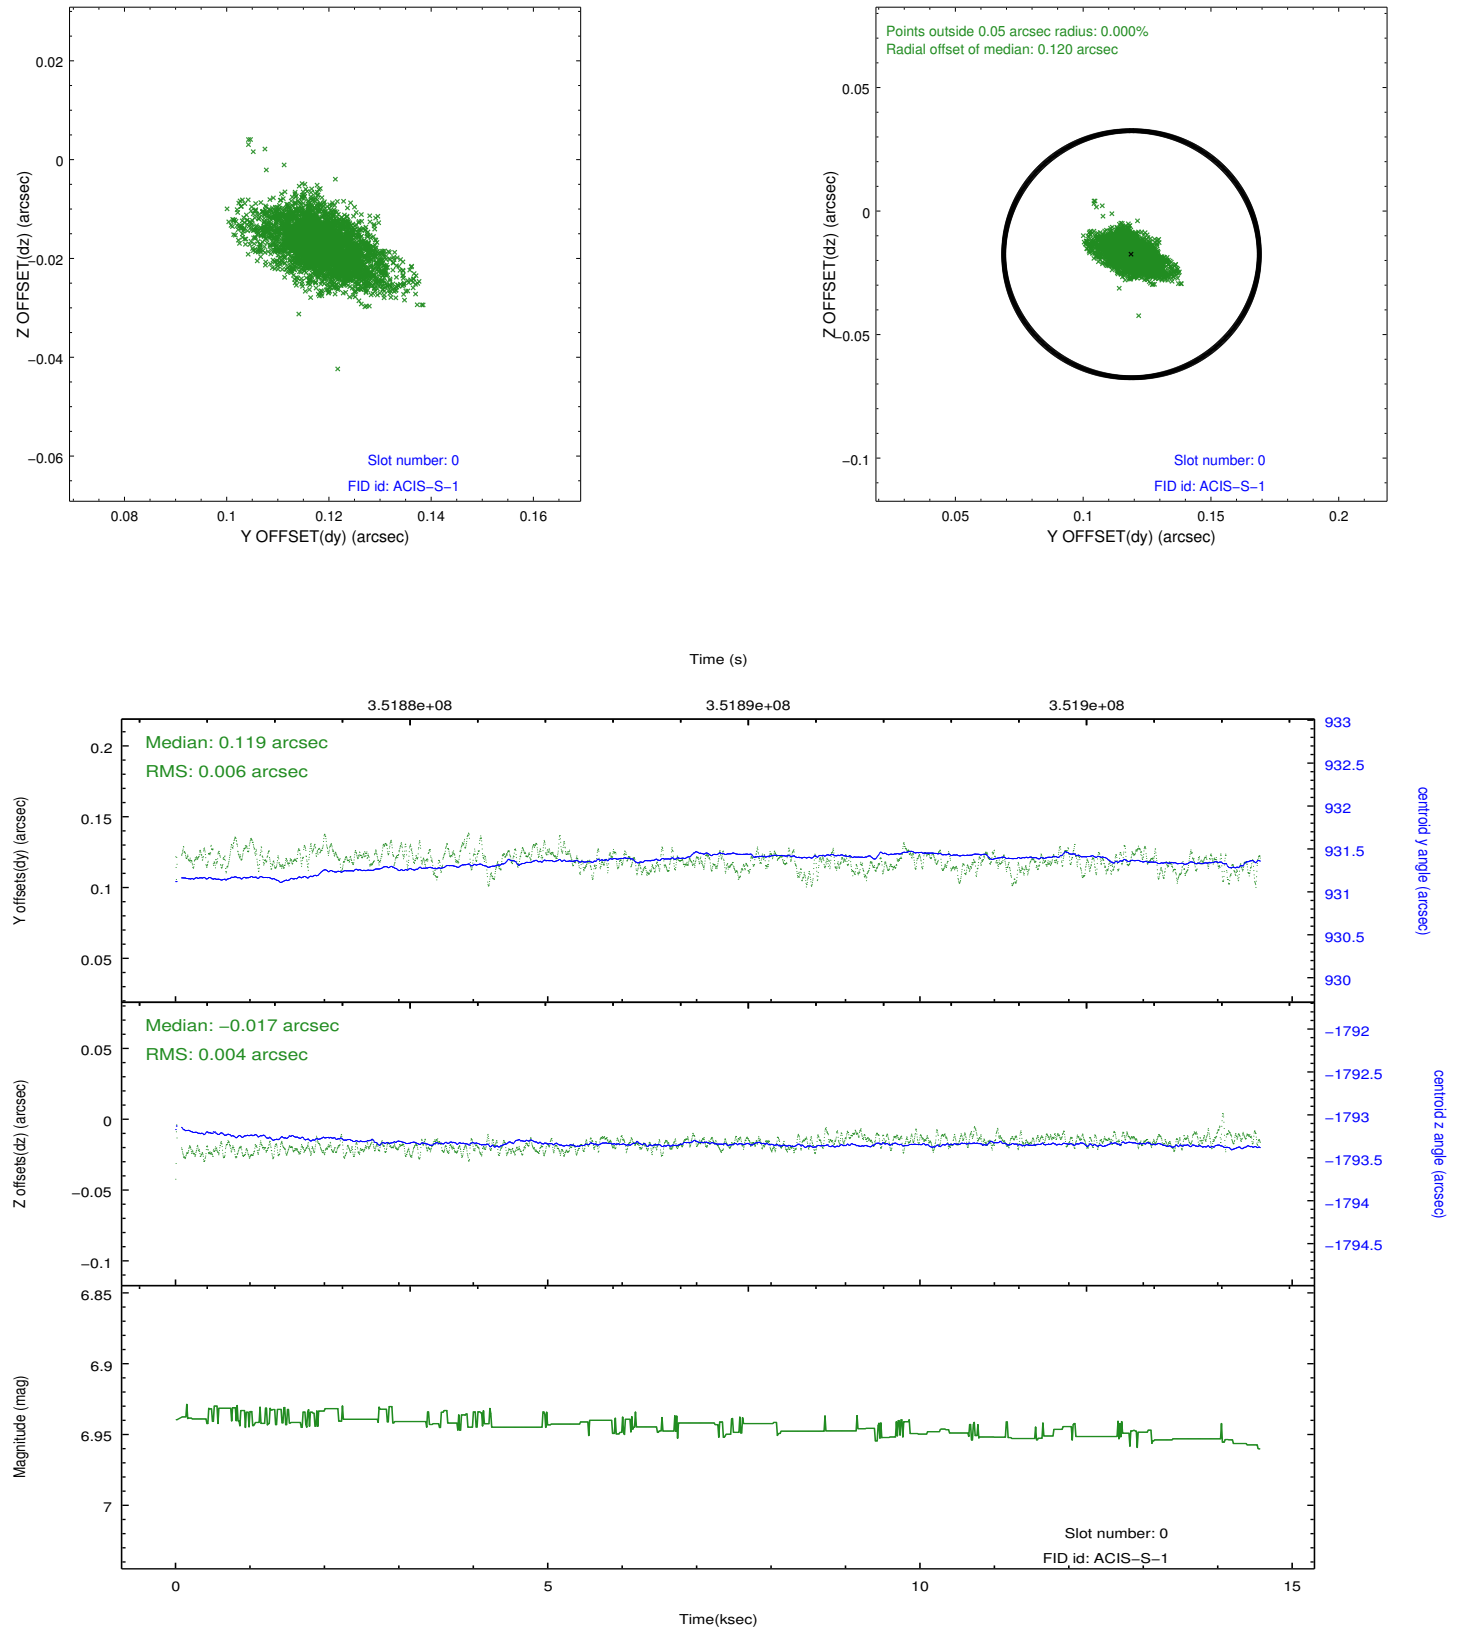 0.02
0
−0.02
−0.04
−0.06
Z OFFSET(dz) (arcsec)
Slot number: 0
FID id: ACIS−S−1
0.08 0.1 0.12 0.14 0.16
Y OFFSET(dy) (arcsec)
Points outside 0.05 arcsec radius: 0.000%
Radial offset of median: 0.120 arcsec
0.05
0
−0.05
−0.1
Z OFFSET(dz) (arcsec)
Slot number: 0
FID id: ACIS−S−1
0.05 0.1 0.15 0.2
Y OFFSET(dy) (arcsec)
Time (s)
3.5188e+08 3.5189e+08 3.519e+08
Median: 0.119 arcsec
RMS: 0.006 arcsec
0.2
0.15
0.1
0.05
Y offsets(dy) (arcsec)
933
932.5
932
931.5
931
930.5
930
centroid y angle (arcsec)
Median: −0.017 arcsec
RMS: 0.004 arcsec
0.05
0
−0.05
−0.1
Z offsets(dz) (arcsec)
−1792
−1792.5
−1793
−1793.5
−1794
−1794.5
centroid z angle (arcsec)
6.85
6.9
6.95
7
Magnitude (mag)
Slot number: 0
FID id: ACIS−S−1
0 5 10 15
Time(ksec)